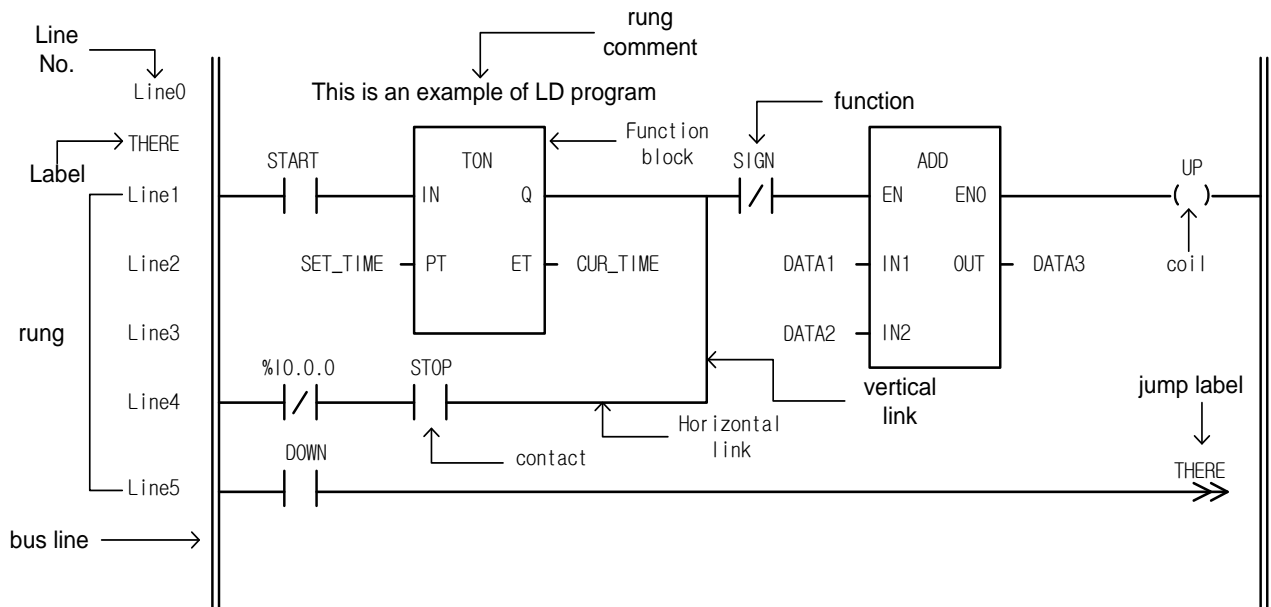 rung
comment
Line
No.
Line0
This is an example of LD program
function
Label
THERE
START
TON
Function
block
SIGN
ADD
UP
Line1
IN
Q
EN
ENO
( )
Line2
SET_TIME
PT
ET
CUR_TIME
DATA1
IN1
OUT
DATA3
coil
rung
Line3
DATA2
IN2
%I0.0.0
STOP
vertical
link
jump label
Line4
Horizontal
link
contact
DOWN
THERE
Line5
bus line